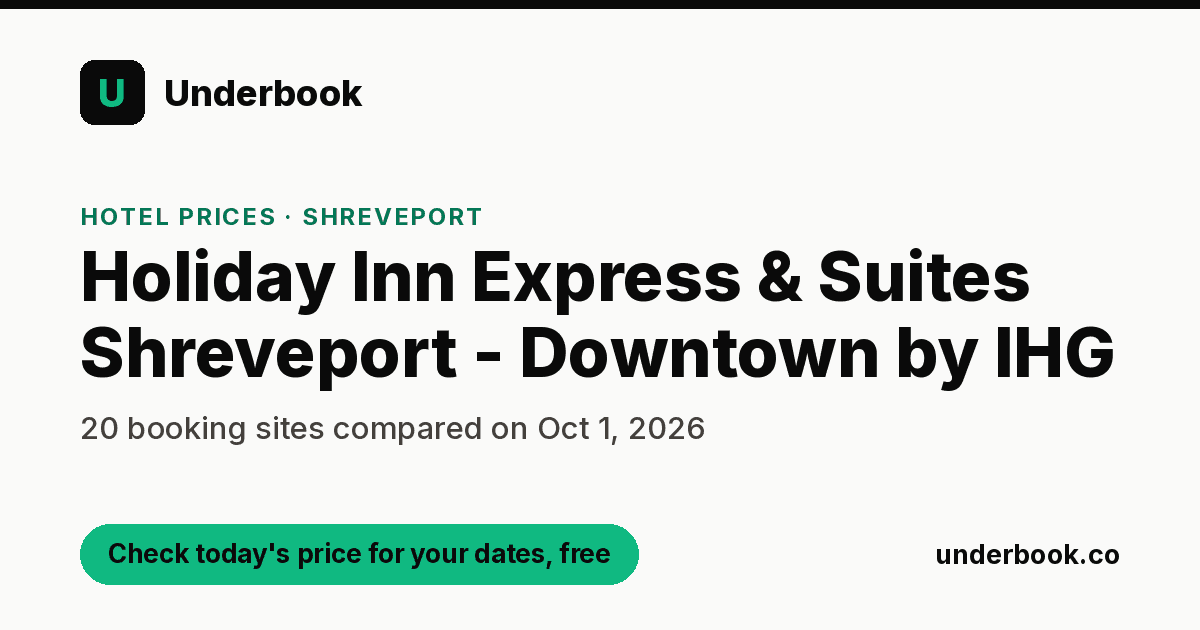 U
Underbook
HOTEL PRICES · SHREVEPORT
Holiday Inn Express & Suites
Shreveport - Downtown by IHG
20 booking sites compared on Oct 1, 2026
Check today's price for your dates, free
underbook.co